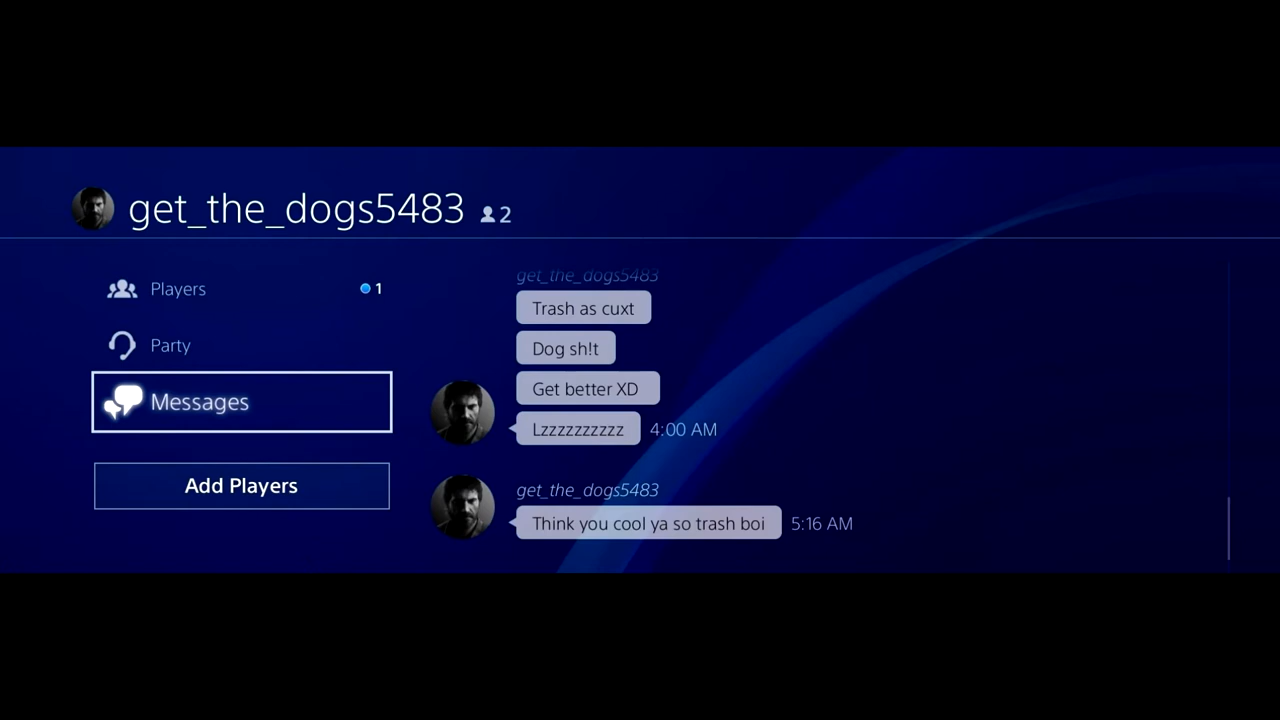 get_the_dogs5483 2
Players 1
Party
Messages
Add Players
get_the_dogs5483
Trash as cuxt
Dog sh!t
Get better XD
Lzzzzzzzzzz 4:00 AM
get_the_dogs5483
Think you cool ya so trash boi 5:16 AM